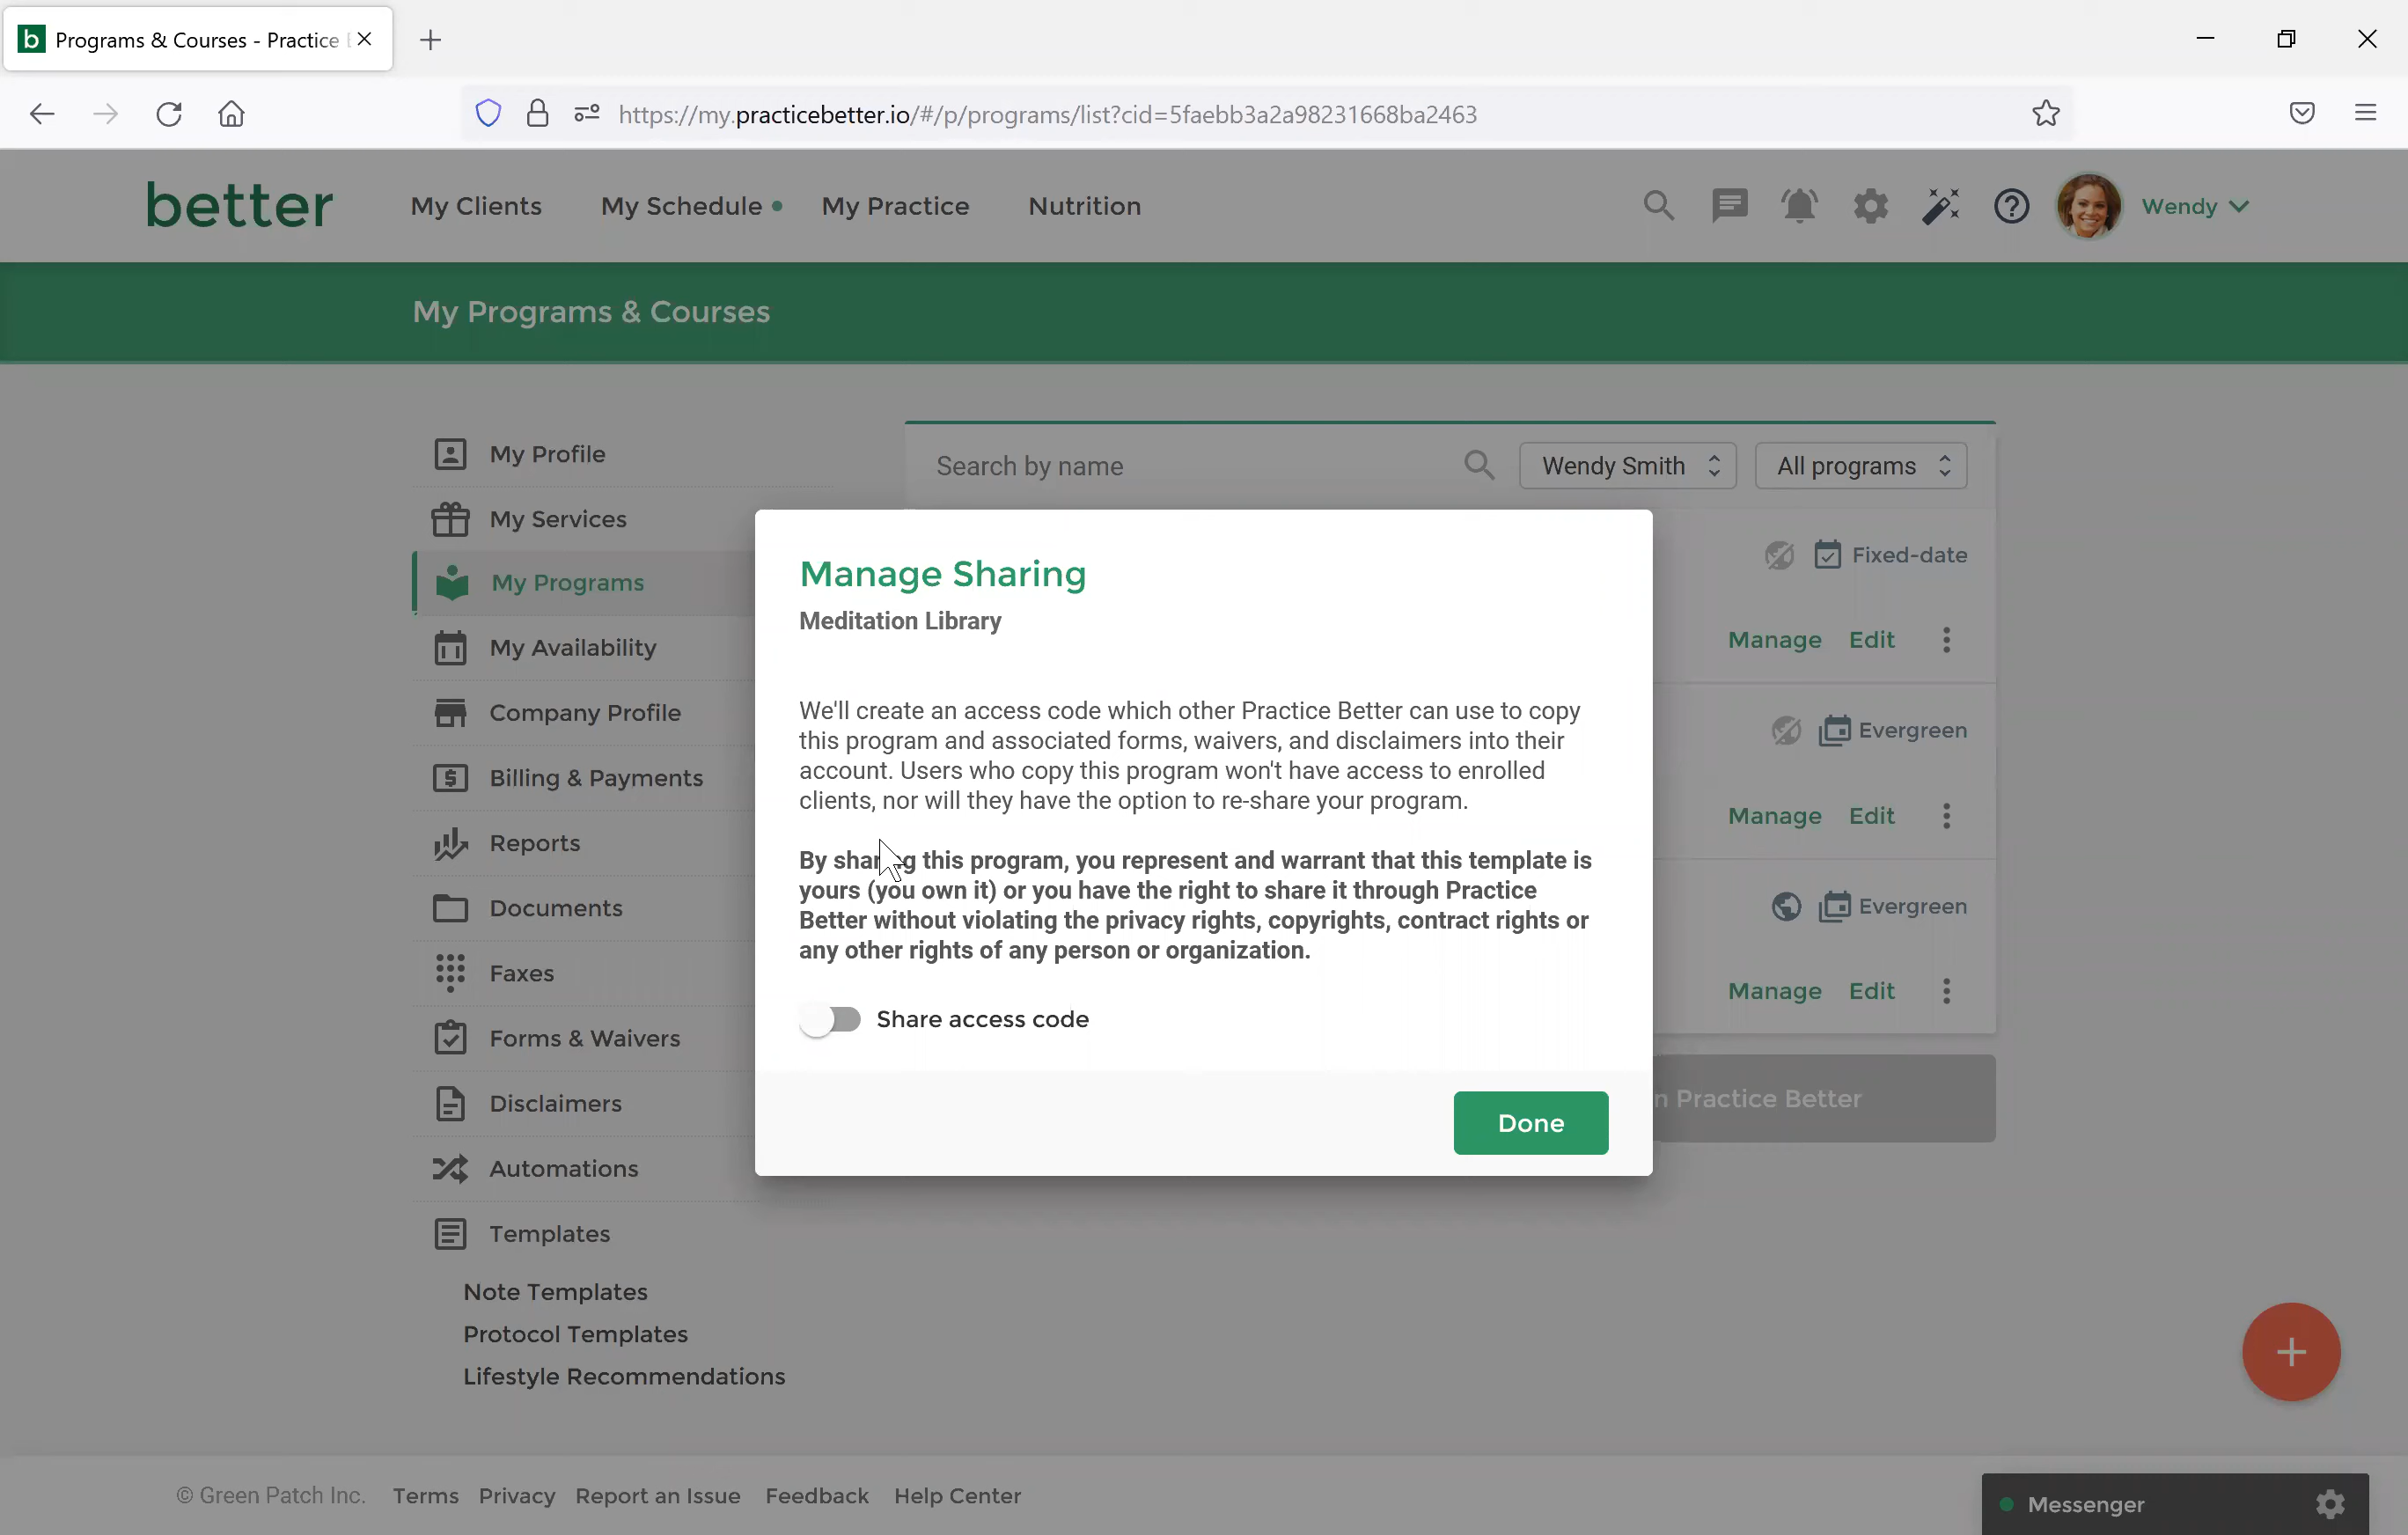 Programs & Courses - Practice
https://my.practicebetter.io/#/p/programs/list?cid=5faebb3a2a98231668ba2463
better
My Clients
My Schedule
My Practice
Nutrition
Wendy
My Programs & Courses
My Profile
My Services
My Programs
My Availability
Company Profile
Billing & Payments
Reports
Documents
Faxes
Forms & Waivers
Disclaimers
Automations
Templates
Note Templates
Protocol Templates
Lifestyle Recommendations
Search by name
Wendy Smith
All programs
Fixed-date
Manage Edit
Evergreen
Manage Edit
Evergreen
Manage Edit
Practice Better
Manage Sharing
Meditation Library
We'll create an access code which other Practice Better can use to copy
this program and associated forms, waivers, and disclaimers into their
account. Users who copy this program won't have access to enrolled
clients, nor will they have the option to re-share your program.
By sharing this program, you represent and warrant that this template is
yours (you own it) or you have the right to share it through Practice
Better without violating the privacy rights, copyrights, contract rights or
any other rights of any person or organization.
Share access code
Done
© Green Patch Inc. Terms Privacy Report an Issue Feedback Help Center
Messenger